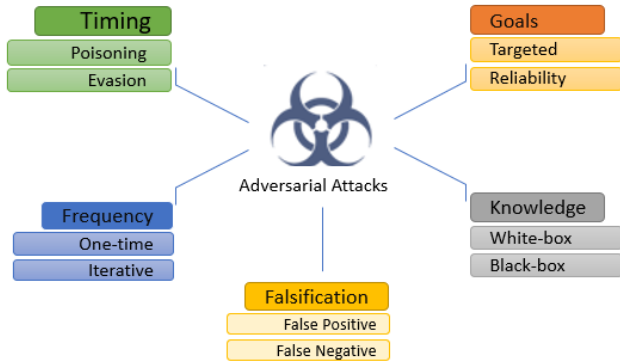 Timing
Poisoning
Evasion
Goals
Targeted
Reliability
Adversarial Attacks
Frequency
One-time
Iterative
Knowledge
White-box
Black-box
Falsification
False Positive
False Negative